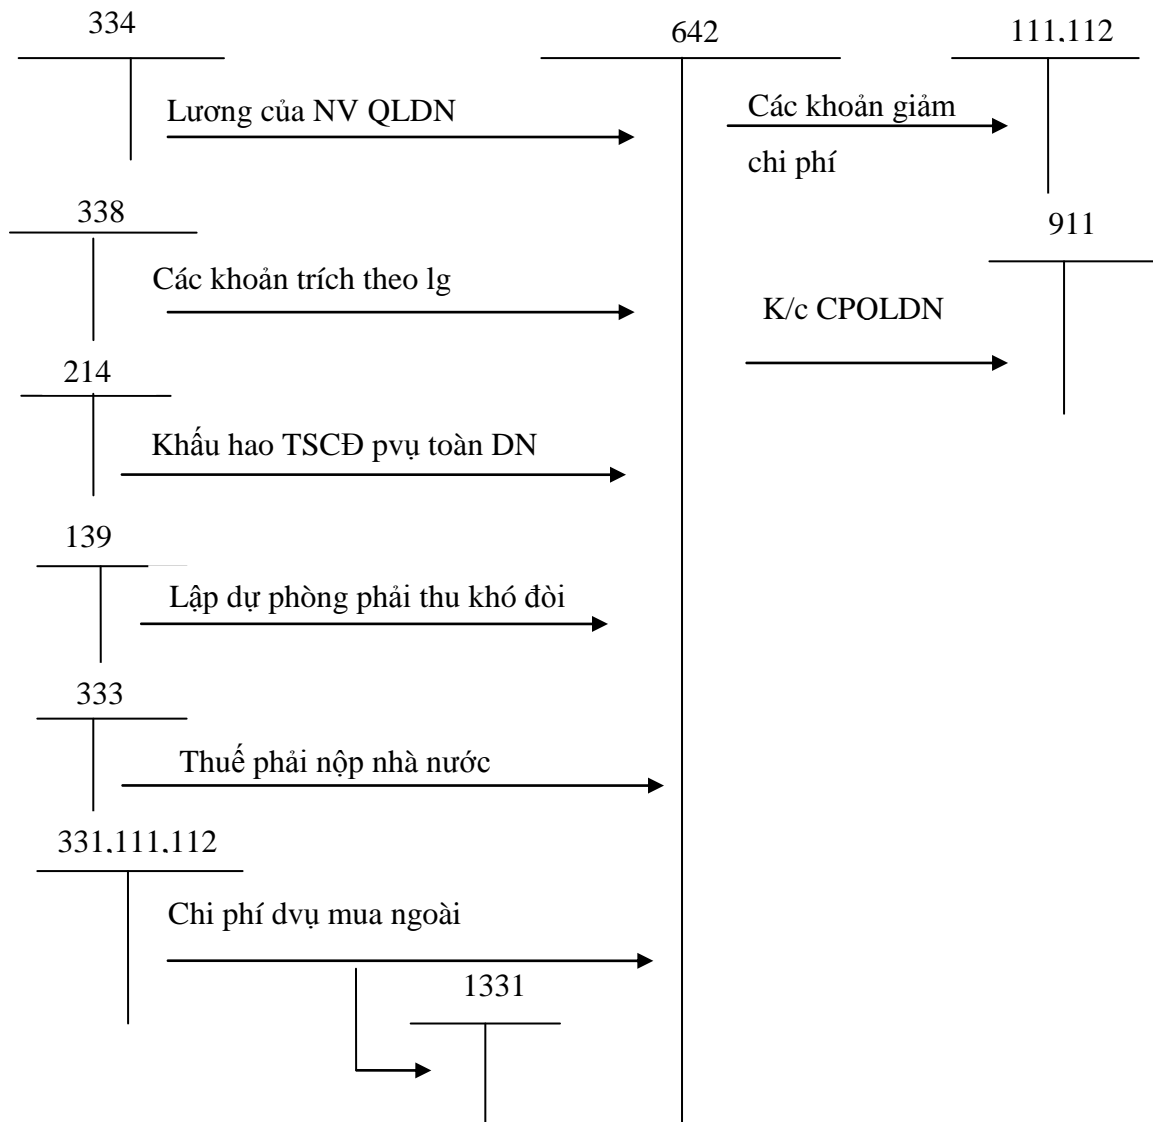 334
642
111,112
Lương của NV QLDN
Các khoản giảm
chi phí
338
911
Các khoản trích theo lg
K/c CPQLDN
214
Khấu hao TSCĐ pvụ toàn DN
139
Lập dự phòng phải thu khó đòi
333
Thuế phải nộp nhà nước
331,111,112
Chi phí dvụ mua ngoài
1331